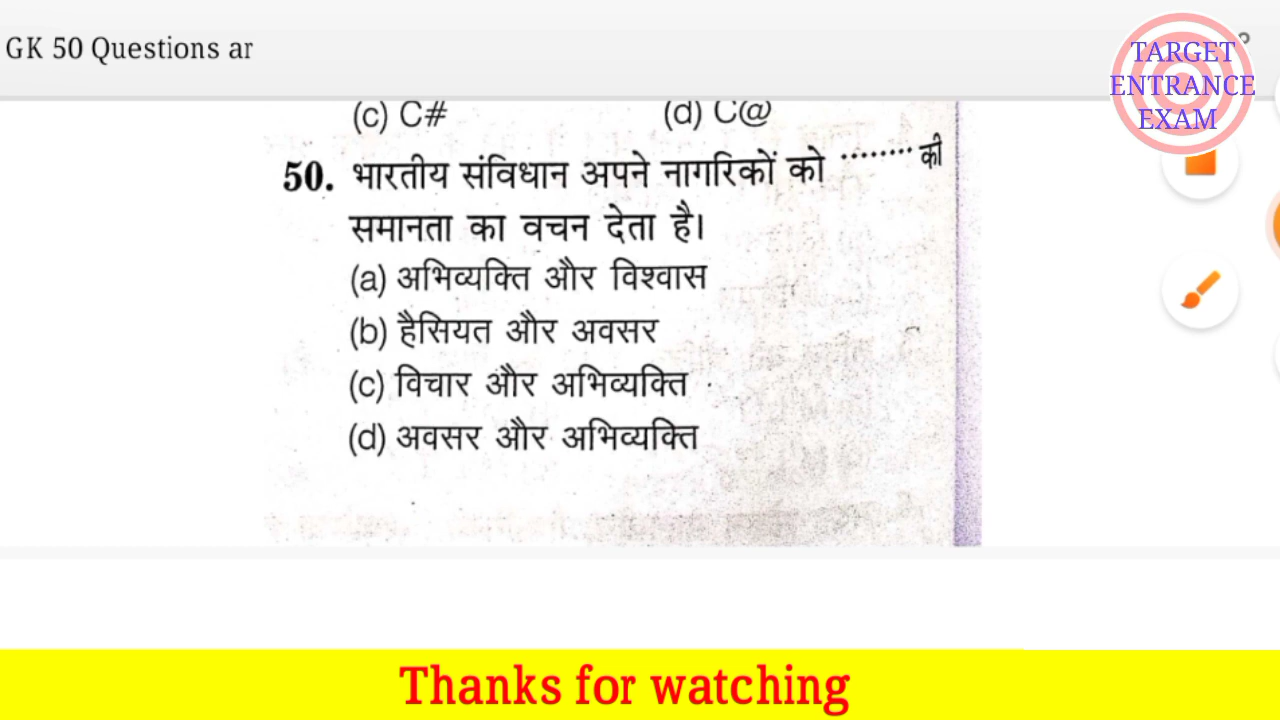 GK 50 Questions ar
TARGET
ENTRANCE
EXAM
(c) C# (d) C@
50. भारतीय संविधान अपने नागरिकों को ........ की
समानता का वचन देता है।
(a) अभिव्यक्ति और विश्वास
(b) हैसियत और अवसर
(c) विचार और अभिव्यक्ति
(d) अवसर और अभिव्यक्ति
Thanks for watching